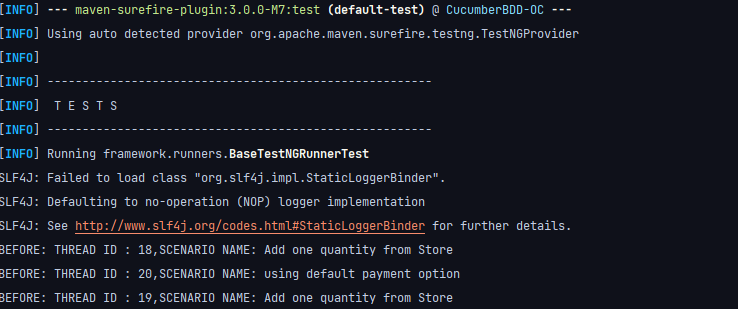 [INFO] --- maven-surefire-plugin:3.0.0-M7:test (default-test) @ CucumberBDD-OC ---
[INFO] Using auto detected provider org.apache.maven.surefire.testng.TestNGProvider
[INFO]
[INFO] -------------------------------------------------------
[INFO]  T E S T S
[INFO] -------------------------------------------------------
[INFO] Running framework.runners.BaseTestNGRunnerTest
SLF4J: Failed to load class "org.slf4j.impl.StaticLoggerBinder".
SLF4J: Defaulting to no-operation (NOP) logger implementation
SLF4J: See http://www.slf4j.org/codes.html#StaticLoggerBinder for further details.
BEFORE: THREAD ID : 18,SCENARIO NAME: Add one quantity from Store
BEFORE: THREAD ID : 20,SCENARIO NAME: using default payment option
BEFORE: THREAD ID : 19,SCENARIO NAME: Add one quantity from Store